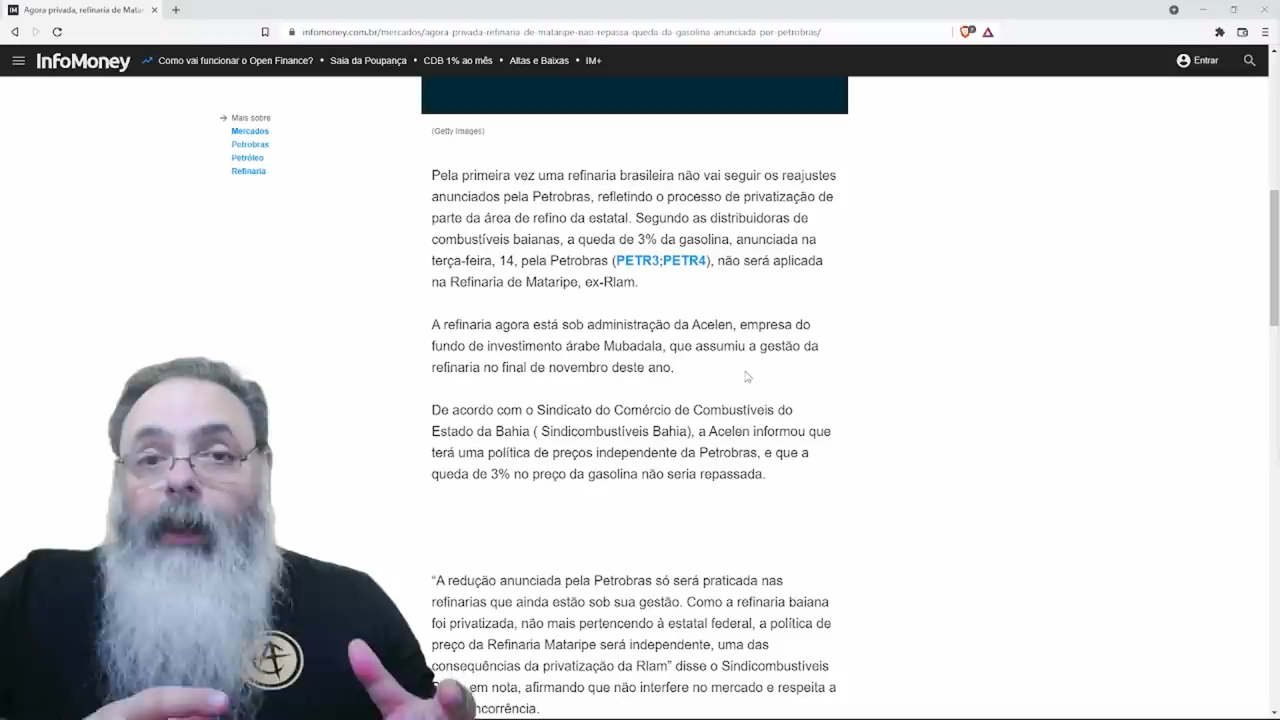 Agora privada, refinaria de Matar
infomoney.com.br/mercados/agora-privada-refinaria-de-mataripe-nao-repassa-queda-da-gasolina-anunciada-por-petrobras/
InfoMoney
Como vai funcionar o Open Finance? • Saia da Poupança • CDB 1% ao mês • Altas e Baixas • IM+
Entrar
Mais sobre
Mercados
Petrobras
Petróleo
Refinaria
(Getty Images)
Pela primeira vez uma refinaria brasileira não vai seguir os reajustes
anunciados pela Petrobras, refletindo o processo de privatização de
parte da área de refino da estatal. Segundo as distribuidoras de
combustíveis baianas, a queda de 3% da gasolina, anunciada na
terça-feira, 14, pela Petrobras (PETR3;PETR4), não será aplicada
na Refinaria de Mataripe, ex-Rlam.
A refinaria agora está sob administração da Acelen, empresa do
fundo de investimento árabe Mubadala, que assumiu a gestão da
refinaria no final de novembro deste ano.
De acordo com o Sindicato do Comércio de Combustíveis do
Estado da Bahia ( Sindicombustíveis Bahia), a Acelen informou que
terá uma política de preços independente da Petrobras, e que a
queda de 3% no preço da gasolina não seria repassada.
“A redução anunciada pela Petrobras só será praticada nas
refinarias que ainda estão sob sua gestão. Como a refinaria baiana
foi privatizada, não mais pertencendo à estatal federal, a política de
preço da Refinaria Mataripe será independente, uma das
consequências da privatização da Rlam” disse o Sindicombustíveis
em nota, afirmando que não interfere no mercado e respeita a
ncorrência.